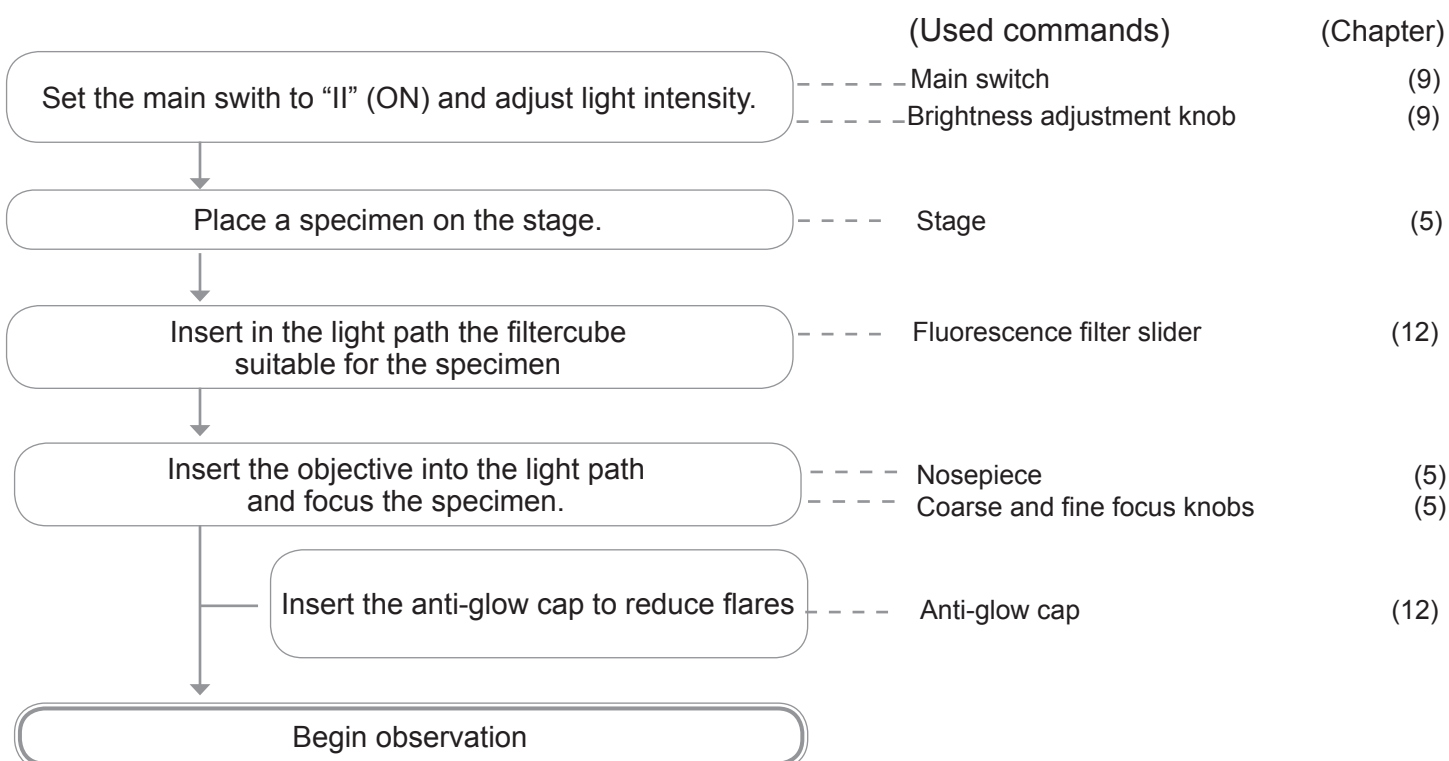 (Used commands) (Chapter)
Set the main swith to “II” (ON) and adjust light intensity.
Main switch (9)
Brightness adjustment knob (9)
Place a specimen on the stage.
Stage (5)
Insert in the light path the filtercube
suitable for the specimen
Fluorescence filter slider (12)
Insert the objective into the light path
and focus the specimen.
Nosepiece (5)
Coarse and fine focus knobs (5)
Insert the anti-glow cap to reduce flares
Anti-glow cap (12)
Begin observation